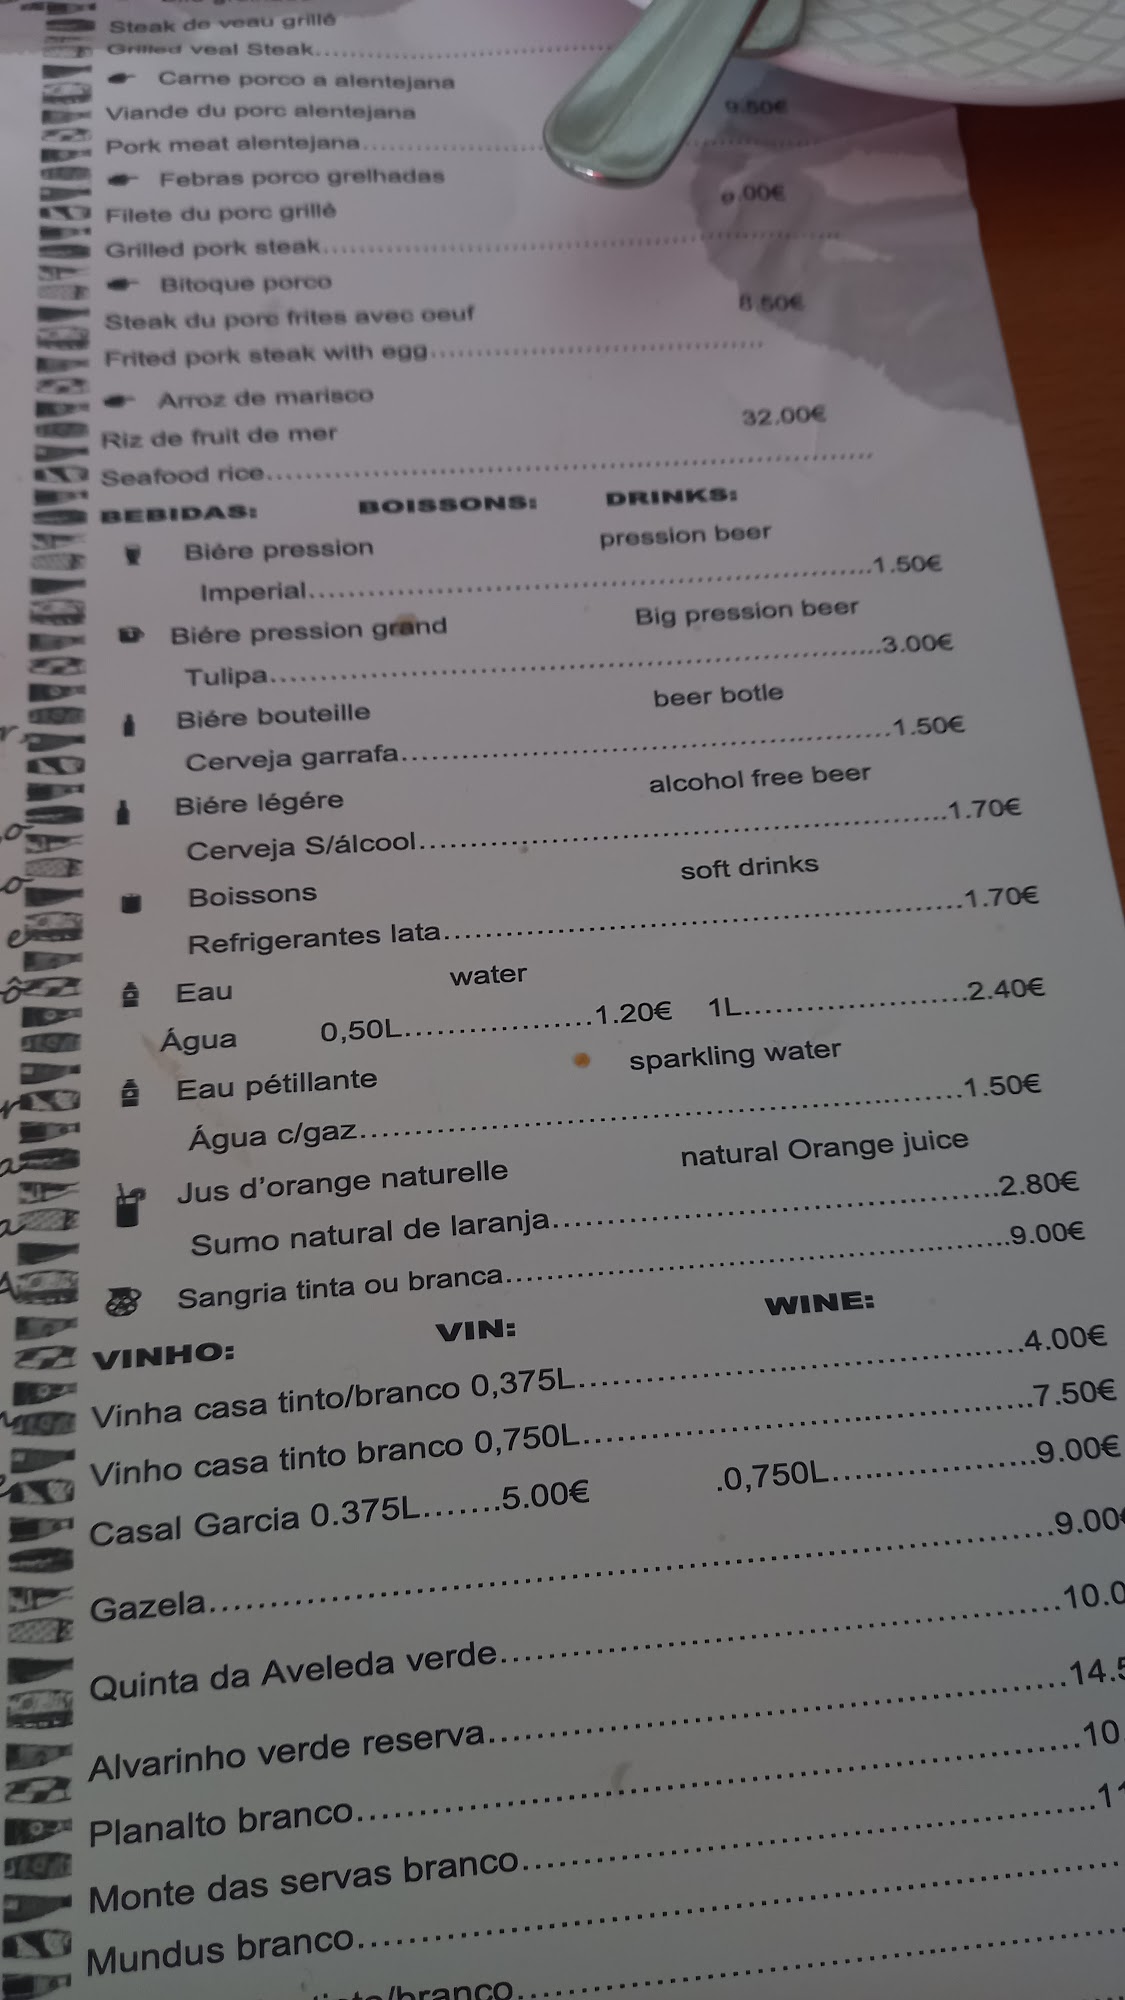 Steak de veau grillé
Grilled veal Steak
Carne porco a alentejana
Viande du porc alentejana 9.50€
Pork meat alentejana
Febras porco grelhadas
Filete du porc grillé .00€
Grilled pork steak
Bitoque porco
Steak du porc frites avec oeuf 8.50€
Frited pork steak with egg
Arroz de marisco
Riz de fruit de mer 32.00€
Seafood rice
BEBIDAS: BOISSONS: DRINKS:
Biére pression pression beer
Imperial 1.50€
Biére pression grand Big pression beer
Tulipa 3.00€
Biére bouteille beer botle
Cerveja garrafa 1.50€
Biére légére alcohol free beer
Cerveja S/álcool 1.70€
Boissons soft drinks
Refrigerantes lata 1.70€
Eau water
Água 0,50L 1.20€ 1L 2.40€
Eau pétillante sparkling water
Água c/gaz 1.50€
Jus d'orange naturelle natural Orange juice
Sumo natural de laranja 2.80€
Sangria tinta ou branca 9.00€
VINHO: VIN: WINE:
Vinha casa tinto/branco 0,375L 4.00€
Vinho casa tinto branco 0,750L 7.50€
Casal Garcia 0.375L 5.00€ .0,750L 9.00€
Gazela 9.00€
Quinta da Aveleda verde 10.0
Alvarinho verde reserva 14.5
Planalto branco 10.
Monte das servas branco
Mundus branco
/branco